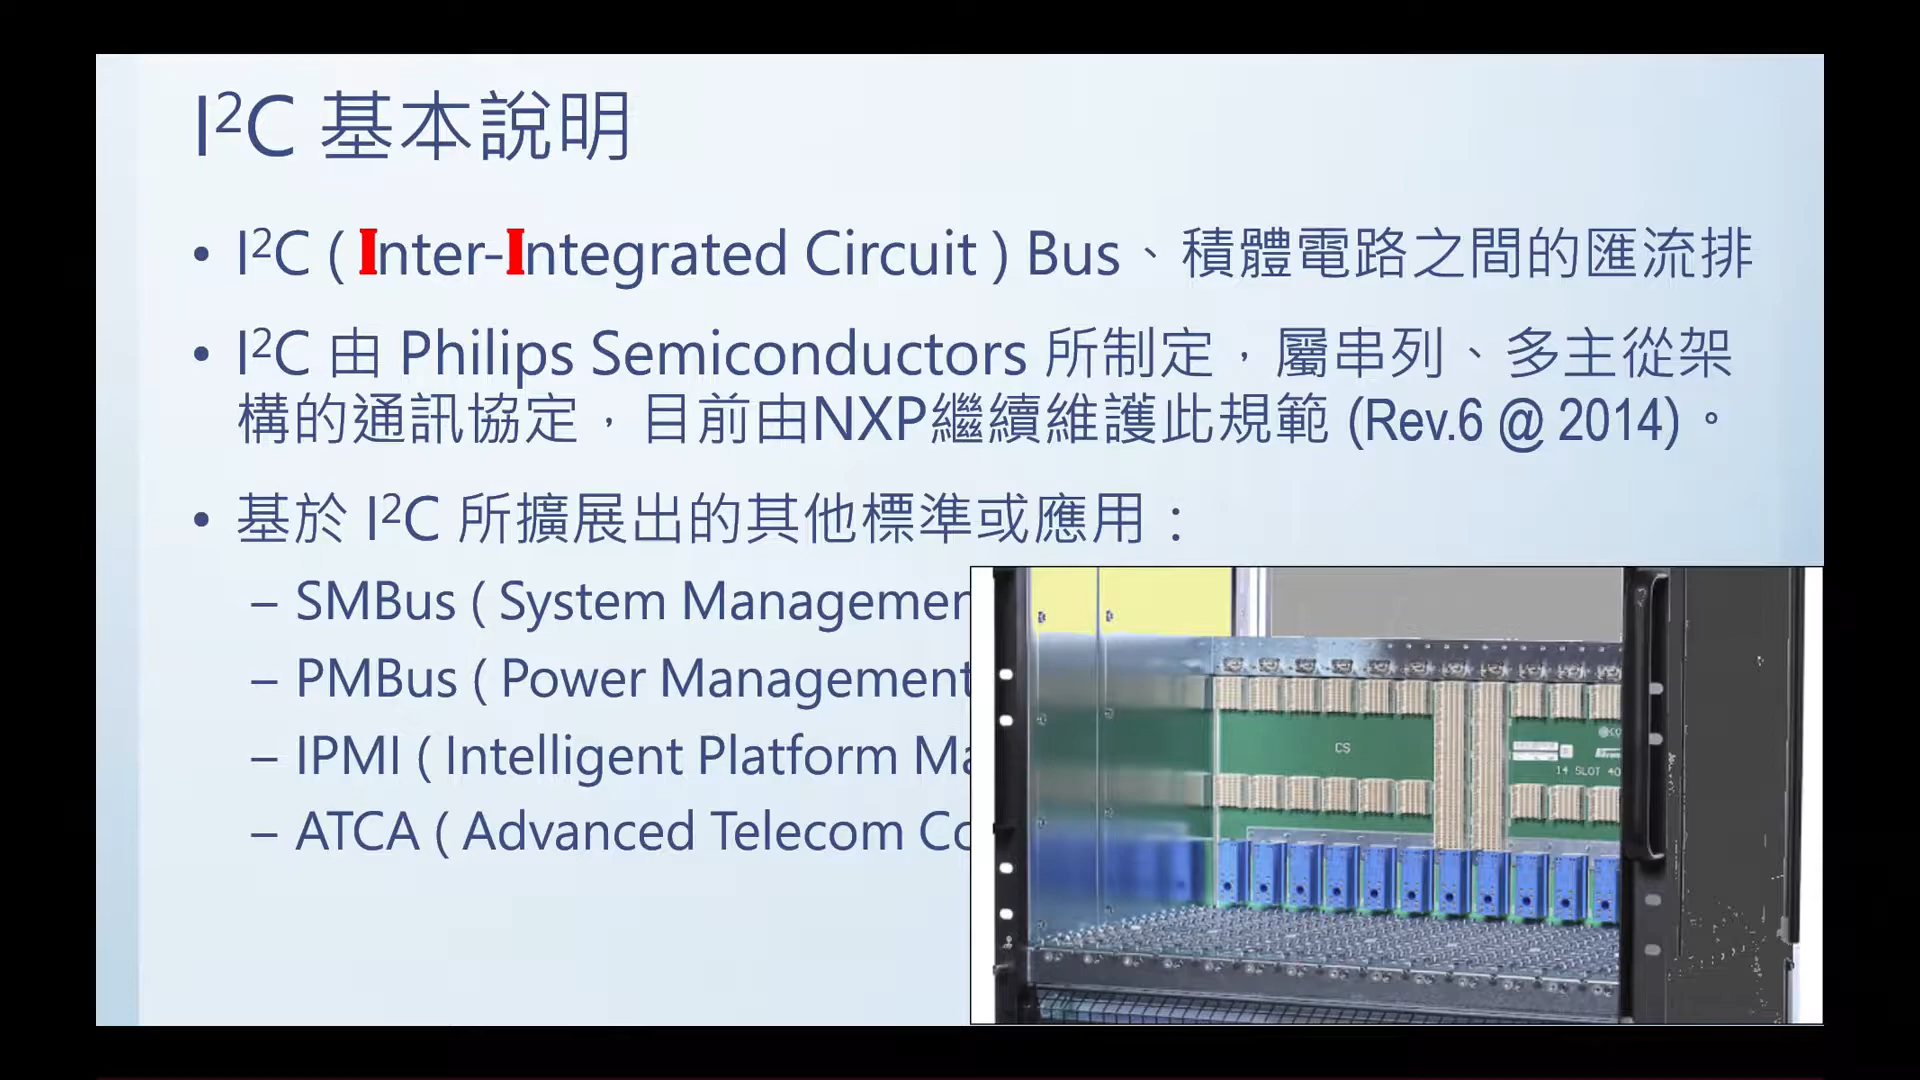 I²C 基本說明
• I²C ( Inter-Integrated Circuit ) Bus、積體電路之間的匯流排
• I²C 由 Philips Semiconductors 所制定，屬串列、多主從架
構的通訊協定，目前由NXP繼續維護此規範 (Rev.6 @ 2014)。
• 基於 I²C 所擴展出的其他標準或應用：
– SMBus ( System Managemen
– PMBus ( Power Management
– IPMI ( Intelligent Platform Ma
– ATCA ( Advanced Telecom Co
CS
14 SLOT 40